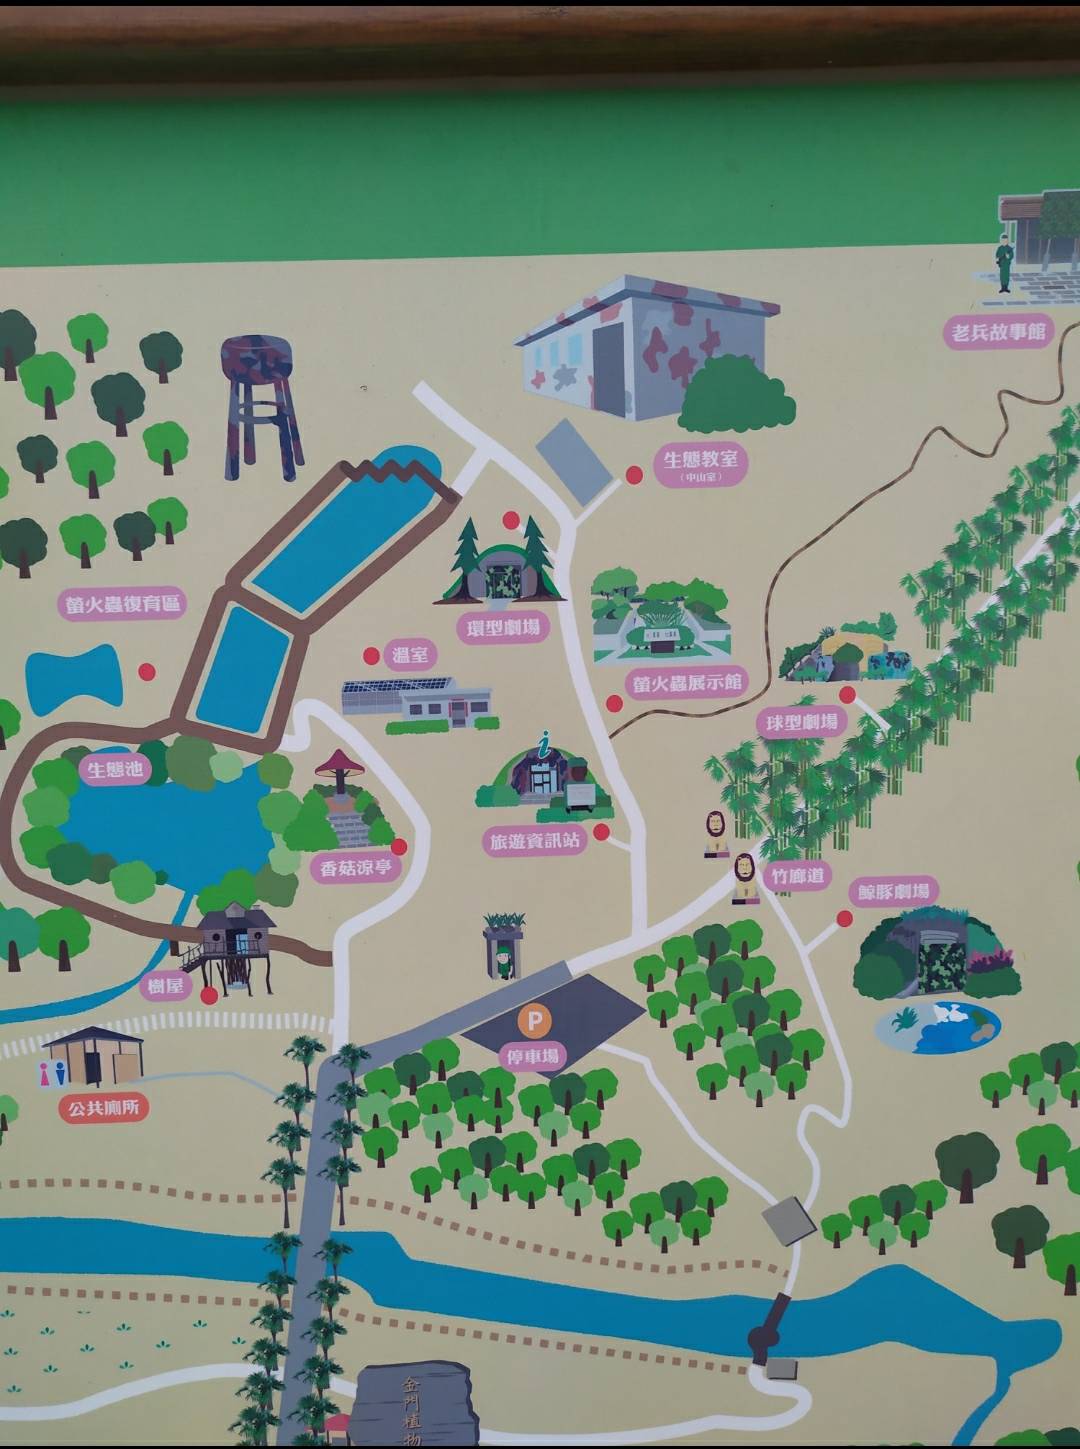 老兵故事館
生態教室
（中山室）
螢火蟲復育區
環型劇場
溫室
螢火蟲展示館
球型劇場
生態池
i
旅遊資訊站
香菇涼亭
竹廊道
鯨豚劇場
樹屋
P
停車場
公共廁所
金門植物